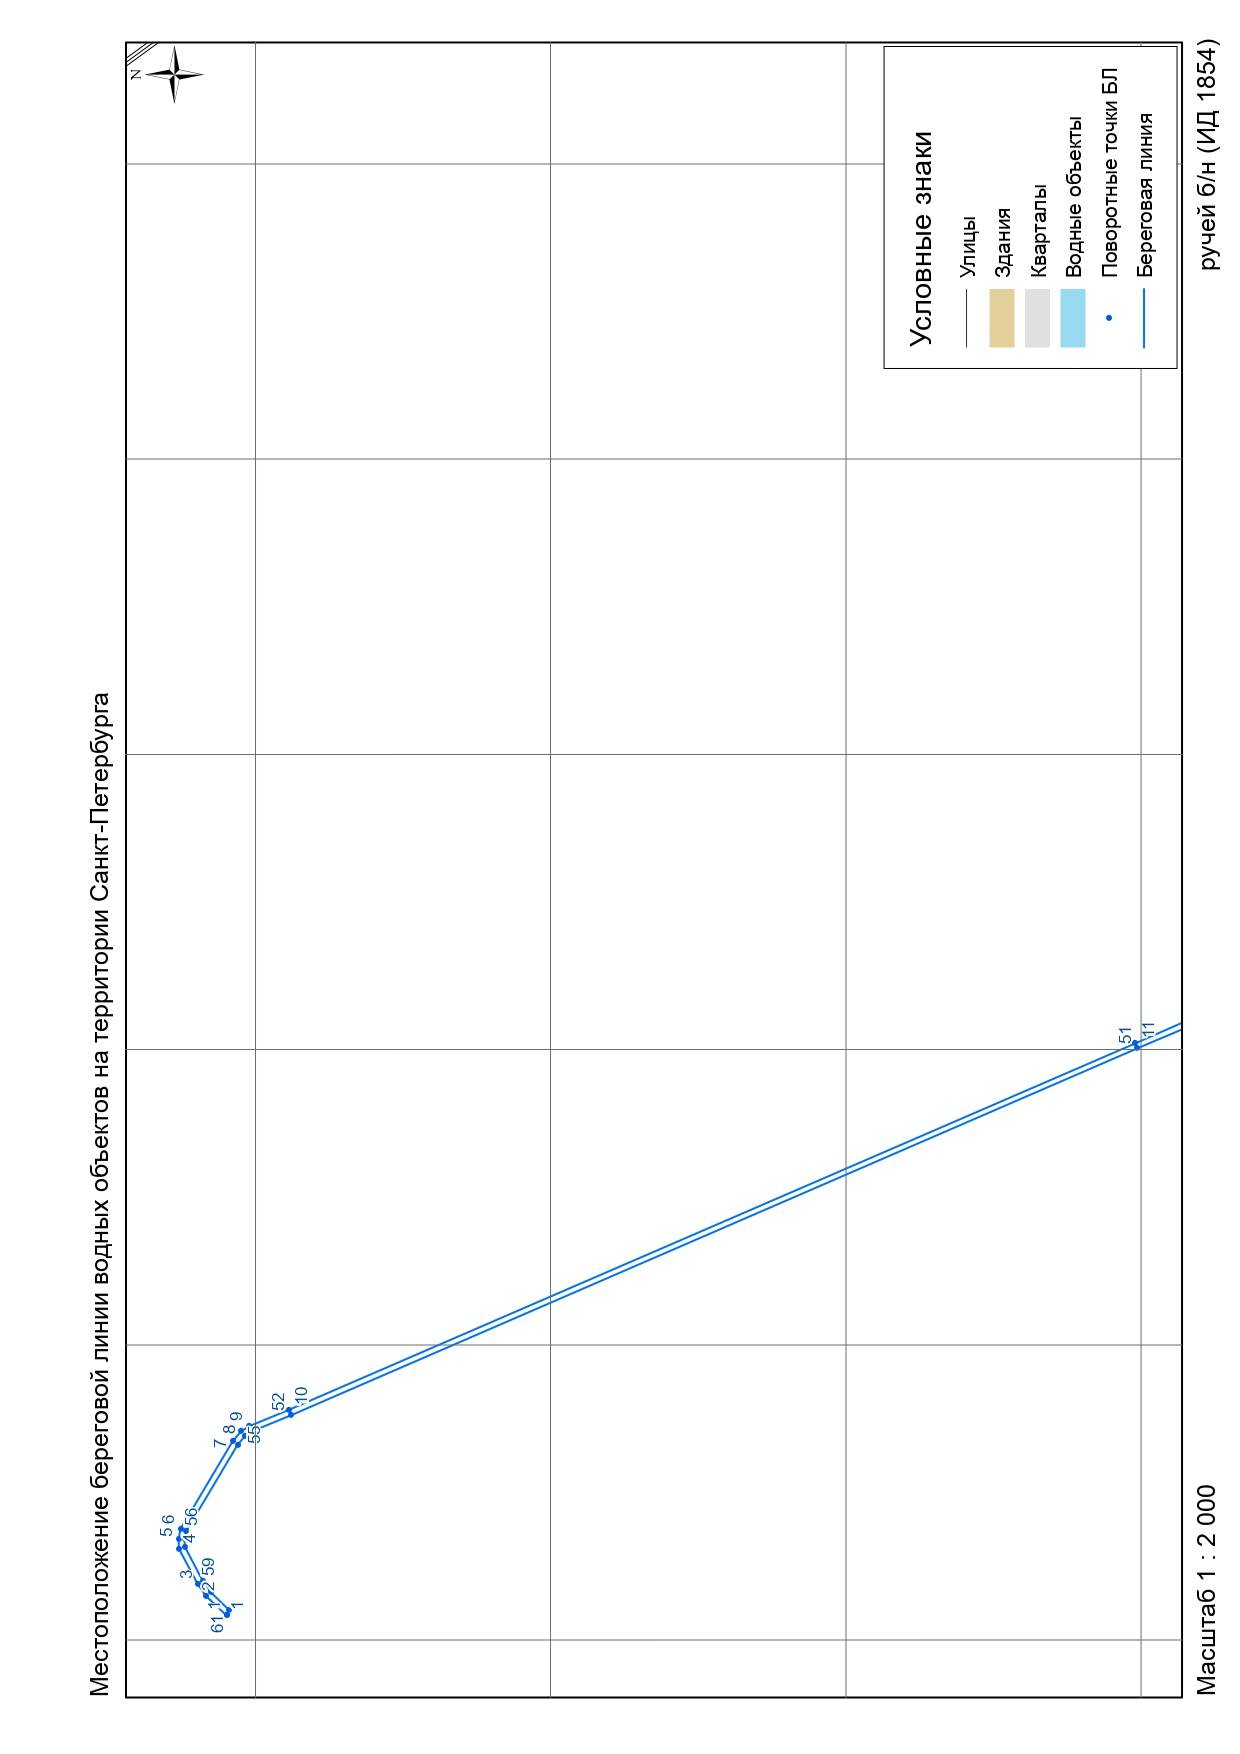 Местоположение береговой линии водных объектов на территории Санкт-Петербурга
N
5 6
7
8 9
3
4
56
55
52
10
59
2
61
1
1
51
11
Условные знаки
Улицы
Здания
Кварталы
Водные объекты
Поворотные точки БЛ
Береговая линия
Масштаб 1 : 2 000
ручей б/н (ИД 1854)